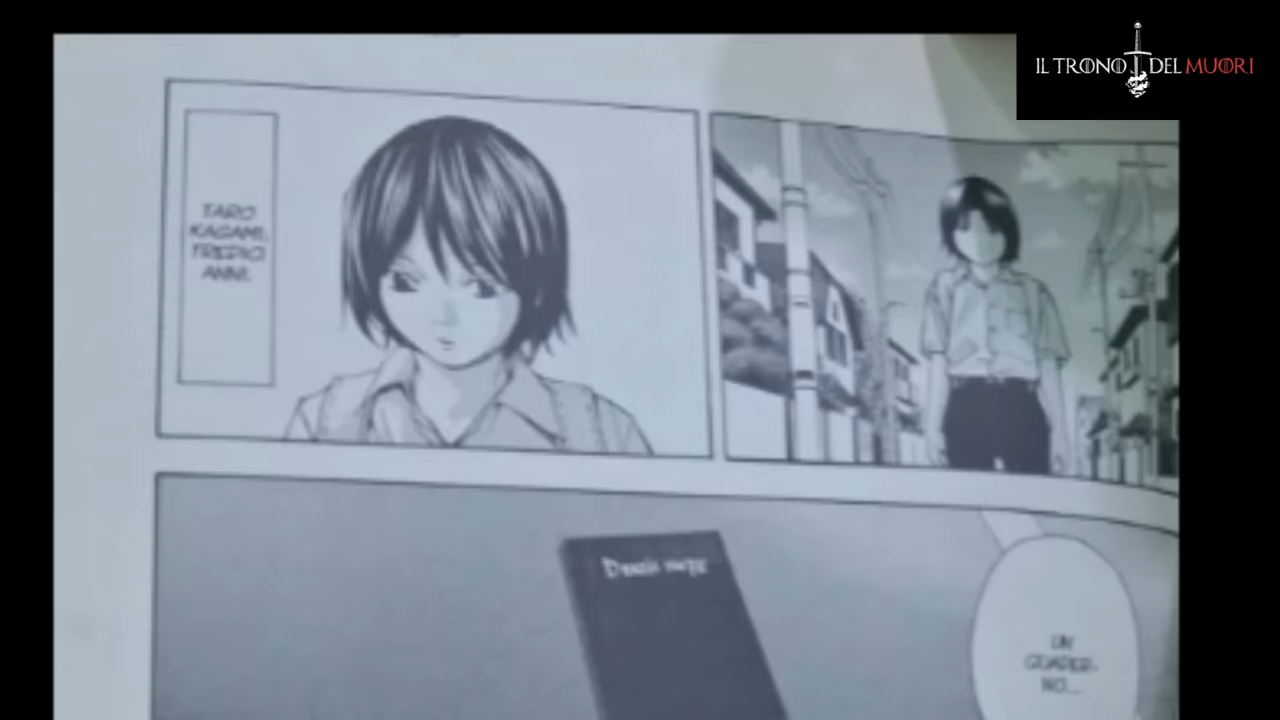 IL TRONO DEL MUORI
TARO
KAGAMI,
TREDICI
ANNI.
DEATH NOTE
UN
QUADER-
NO...